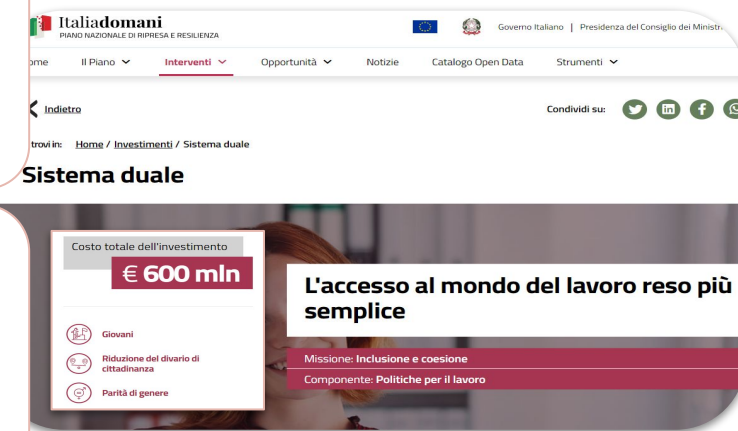 Italiadomani
PIANO NAZIONALE DI RIPRESA E RESILIENZA
Governo Italiano | Presidenza del Consiglio dei Ministri
ome Il Piano Interventi Opportunità Notizie Catalogo Open Data Strumenti
Indietro
Condividi su:
trovi in: Home / Investimenti / Sistema duale
Sistema duale
Costo totale dell'investimento
€ 600 mln
Giovani
Riduzione del divario di
cittadinanza
Parità di genere
L'accesso al mondo del lavoro reso più
semplice
Missione: Inclusione e coesione
Componente: Politiche per il lavoro